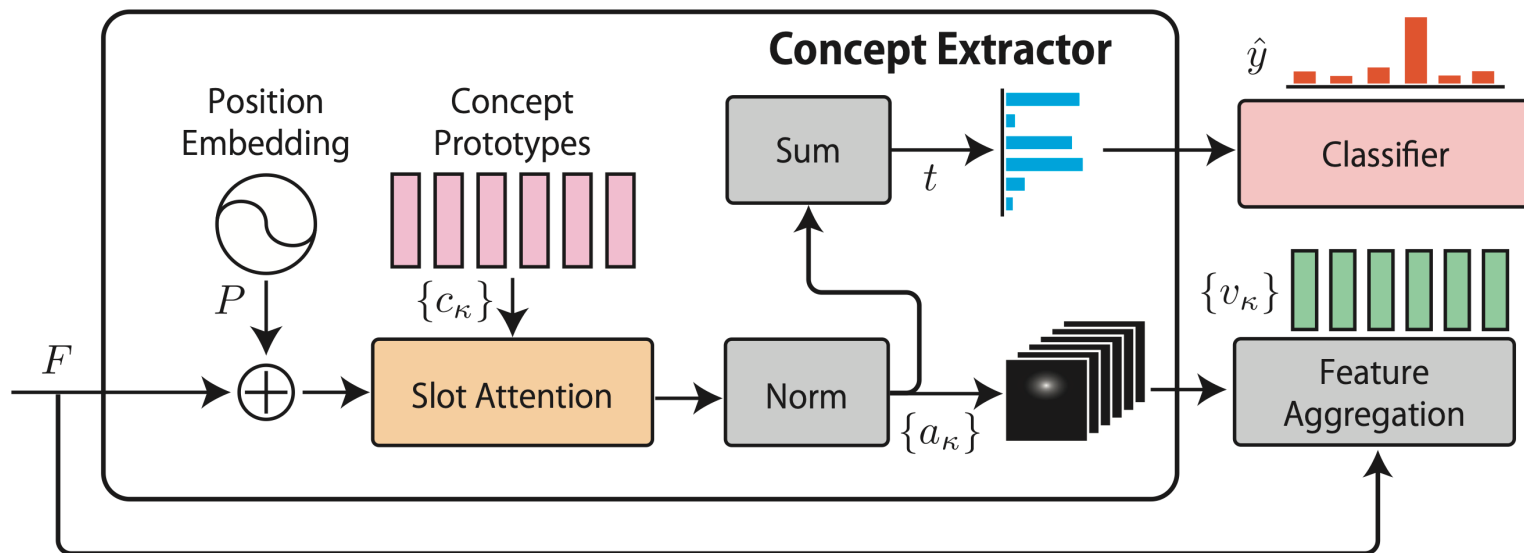 Concept Extractor
ŷ
Position
Embedding
Concept
Prototypes
Sum
t
Classifier
P
{c_κ}
{v_κ}
F
Slot Attention
Norm
{a_κ}
Feature
Aggregation